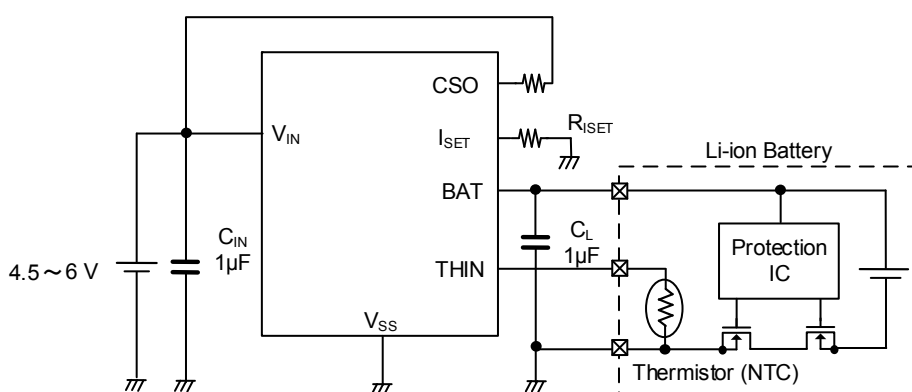 CSO
V_IN
I_SET
R_ISET
BAT
Li-ion Battery
C_IN
1µF
C_L
1µF
Protection
IC
4.5～6 V
THIN
V_SS
Thermistor (NTC)